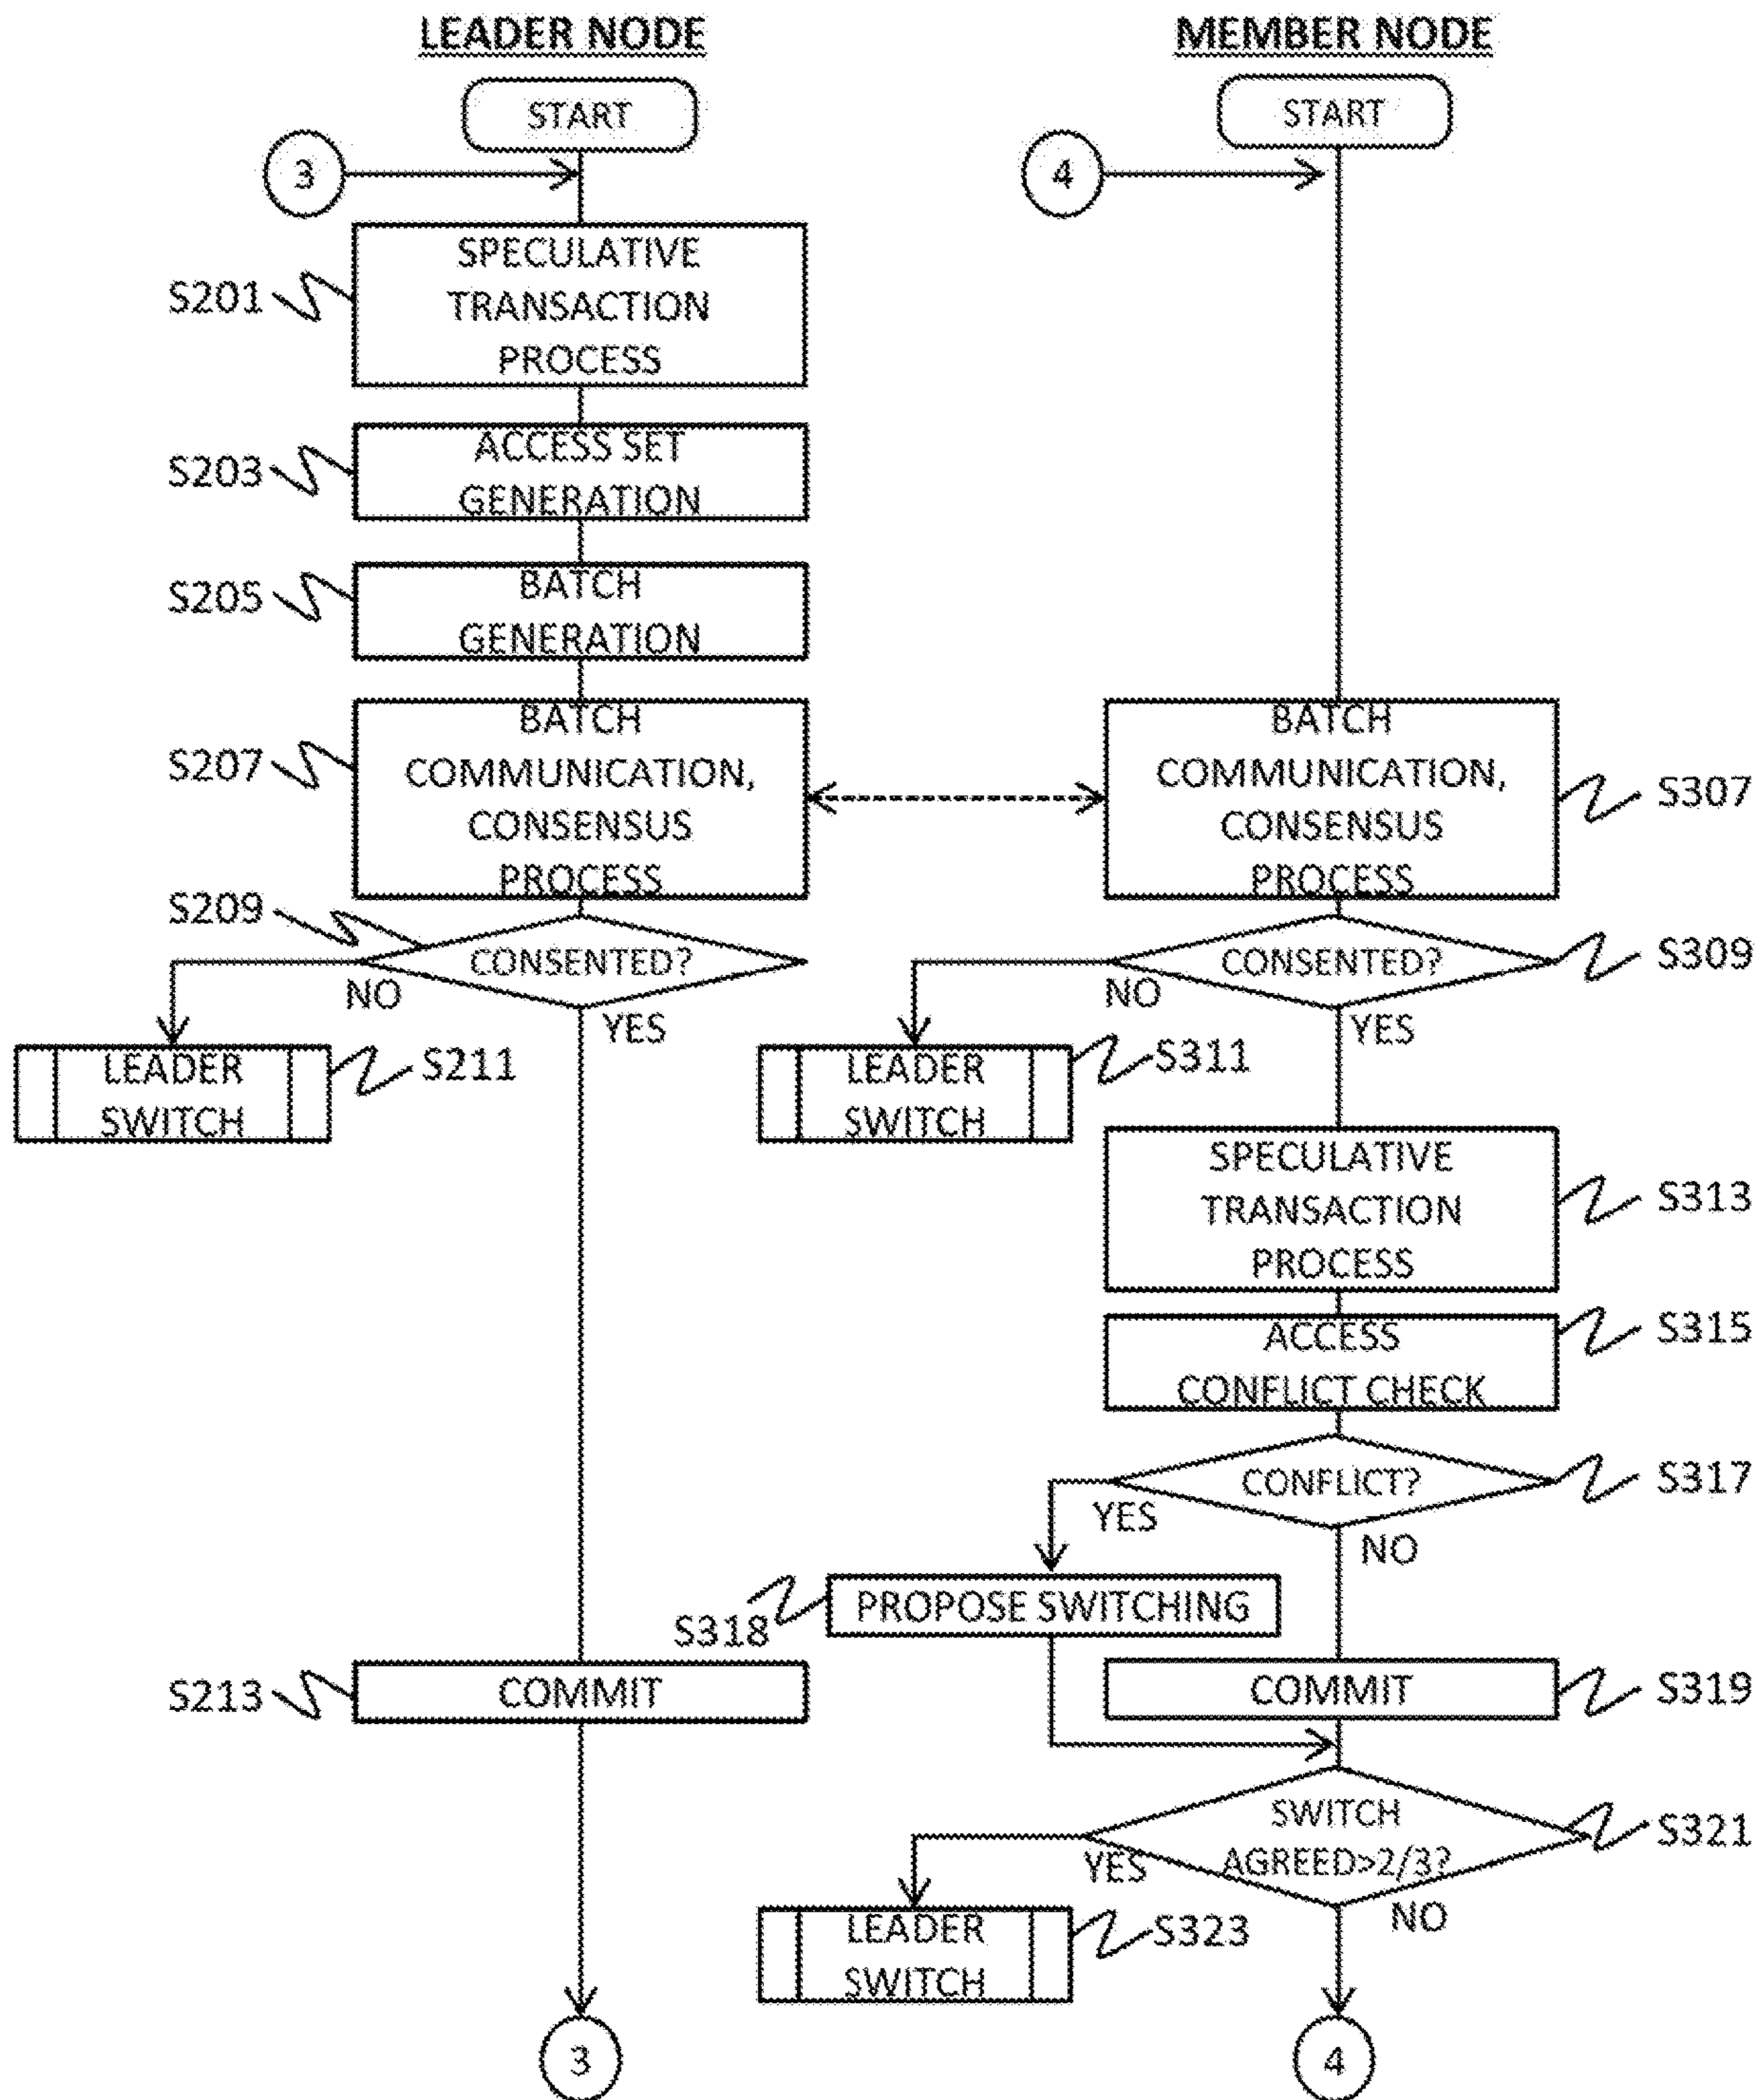 LEADER NODE
MEMBER NODE
START
START
3
4
SPECULATIVE
TRANSACTION
PROCESS
S201
ACCESS SET
GENERATION
S203
BATCH
GENERATION
S205
BATCH
COMMUNICATION,
CONSENSUS
PROCESS
S207
BATCH
COMMUNICATION,
CONSENSUS
PROCESS
S307
S209
CONSENTED?
NO
YES
CONSENTED?
S309
NO
YES
LEADER
SWITCH
S211
LEADER
SWITCH
S311
SPECULATIVE
TRANSACTION
PROCESS
S313
ACCESS
CONFLICT CHECK
S315
CONFLICT?
S317
YES
NO
PROPOSE SWITCHING
S318
S213
COMMIT
COMMIT
S319
SWITCH
AGREED>2/3?
S321
YES
NO
LEADER
SWITCH
S323
3
4